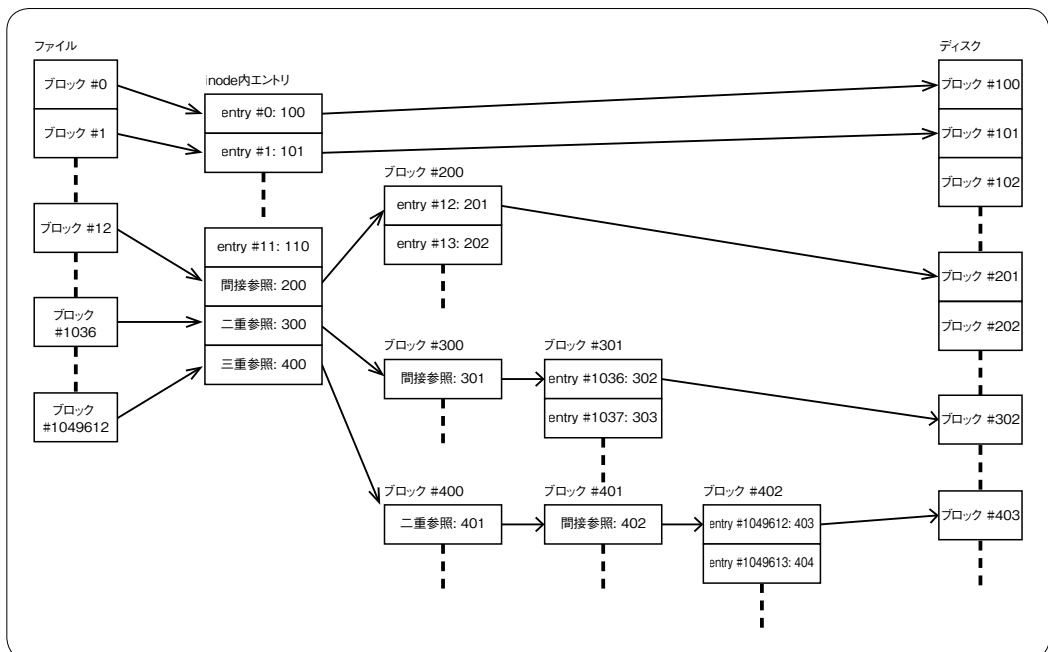 ファイル
ブロック #0
ブロック #1
ブロック #12
ブロック
#1036
ブロック
#1049612
inode内エントリ
entry #0: 100
entry #1: 101
entry #11: 110
間接参照: 200
二重参照: 300
三重参照: 400
ブロック #200
entry #12: 201
entry #13: 202
ブロック #300
間接参照: 301
ブロック #301
entry #1036: 302
entry #1037: 303
ブロック #400
二重参照: 401
ブロック #401
間接参照: 402
ブロック #402
entry #1049612: 403
entry #1049613: 404
ディスク
ブロック #100
ブロック #101
ブロック #102
ブロック #201
ブロック #202
ブロック #302
ブロック #403